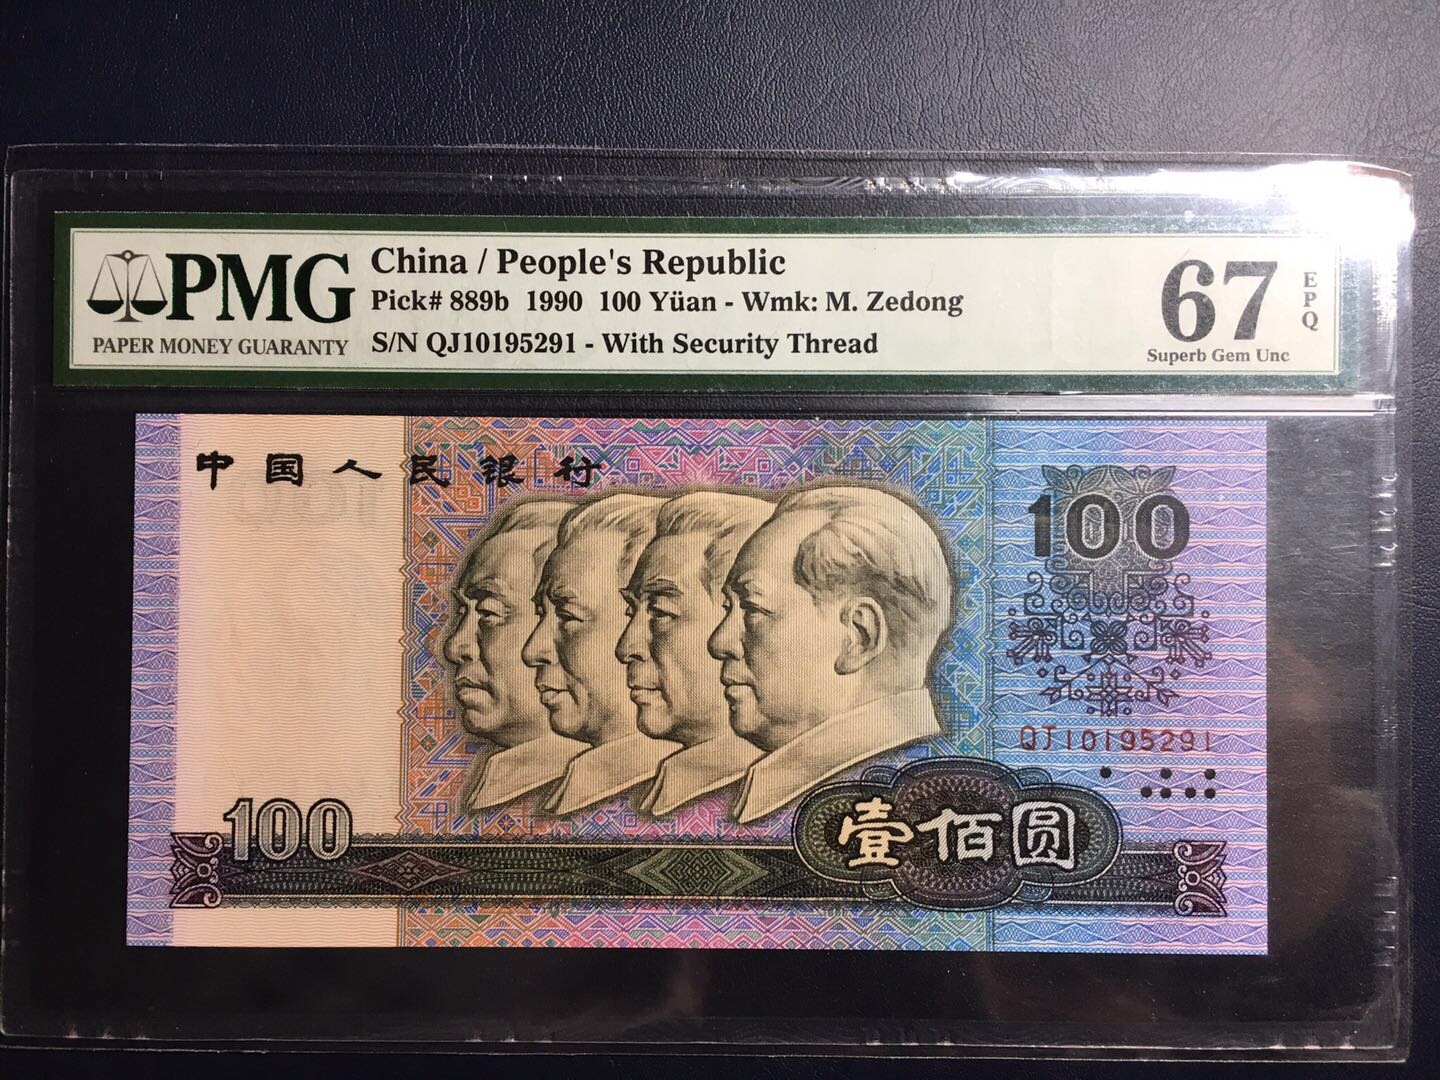 PMG
PAPER MONEY GUARANTY
China / People's Republic
Pick# 889b 1990 100 Yüan - Wmk: M. Zedong
S/N QJ10195291 - With Security Thread
67
EPQ
Superb Gem Unc
中国人民银行
100
QJ10195291
100
壹佰圆